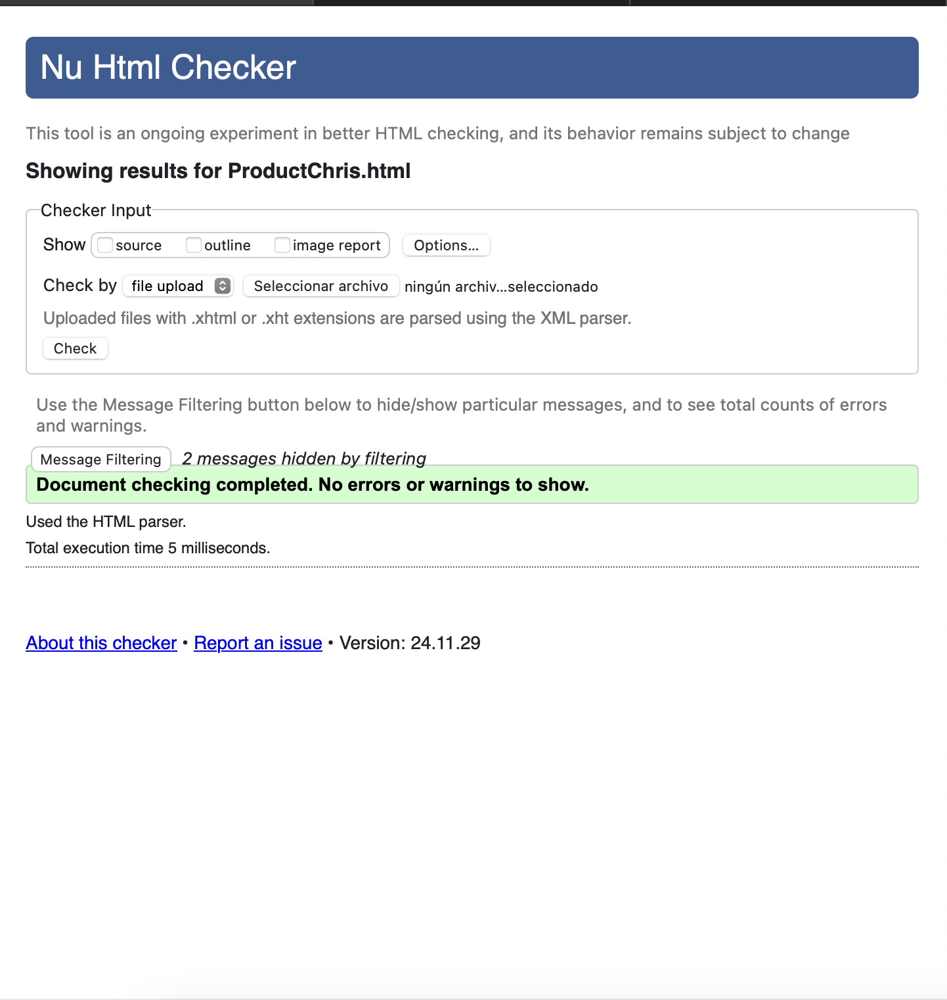 Nu Html Checker
This tool is an ongoing experiment in better HTML checking, and its behavior remains subject to change
Showing results for ProductChris.html
Checker Input
Show source outline image report Options...
Check by file upload Seleccionar archivo ningún archiv...seleccionado
Uploaded files with .xhtml or .xht extensions are parsed using the XML parser.
Check
Use the Message Filtering button below to hide/show particular messages, and to see total counts of errors
and warnings.
Message Filtering 2 messages hidden by filtering
Document checking completed. No errors or warnings to show.
Used the HTML parser.
Total execution time 5 milliseconds.
About this checker • Report an issue • Version: 24.11.29